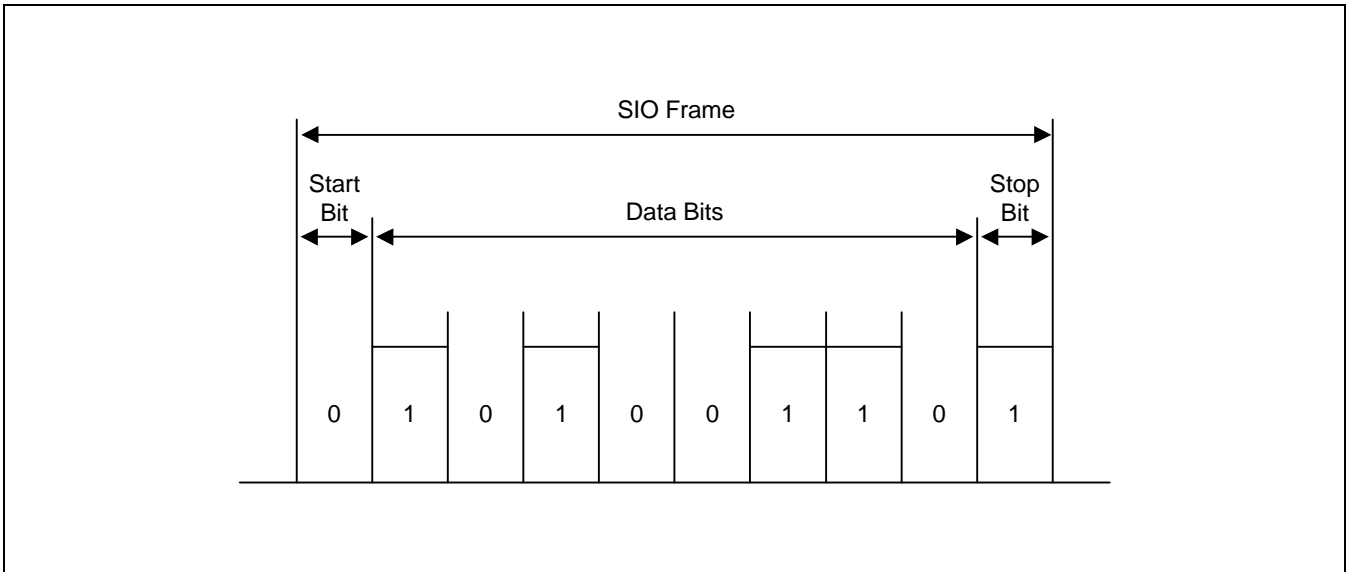 SIO Frame
Start
Bit
Data Bits
Stop
Bit
0 1 0 1 0 0 1 1 0 1